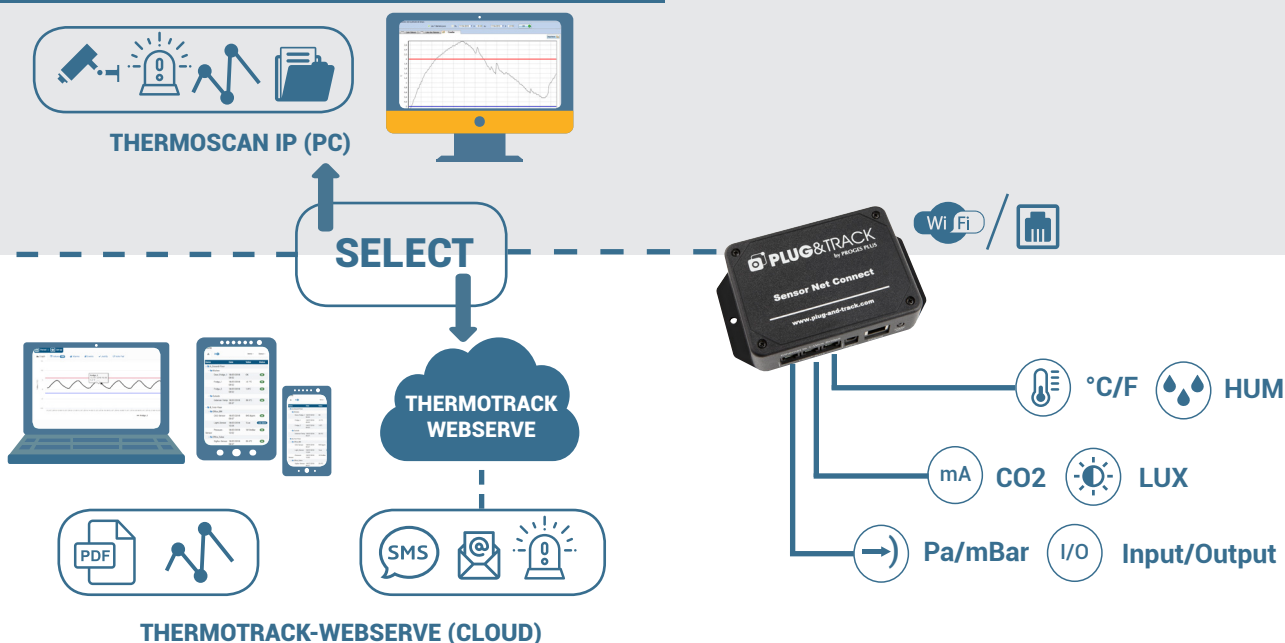 THERMOSCAN IP (PC)
SELECT
Wi Fi
PLUG&TRACK
by PROGES PLUS
Sensor Net Connect
www.plug-and-track.com
°C/F
HUM
THERMOTRACK
WEBSERVE
mA
CO2
LUX
PDF
SMS
@
Pa/mBar
I/O
Input/Output
THERMOTRACK-WEBSERVE (CLOUD)